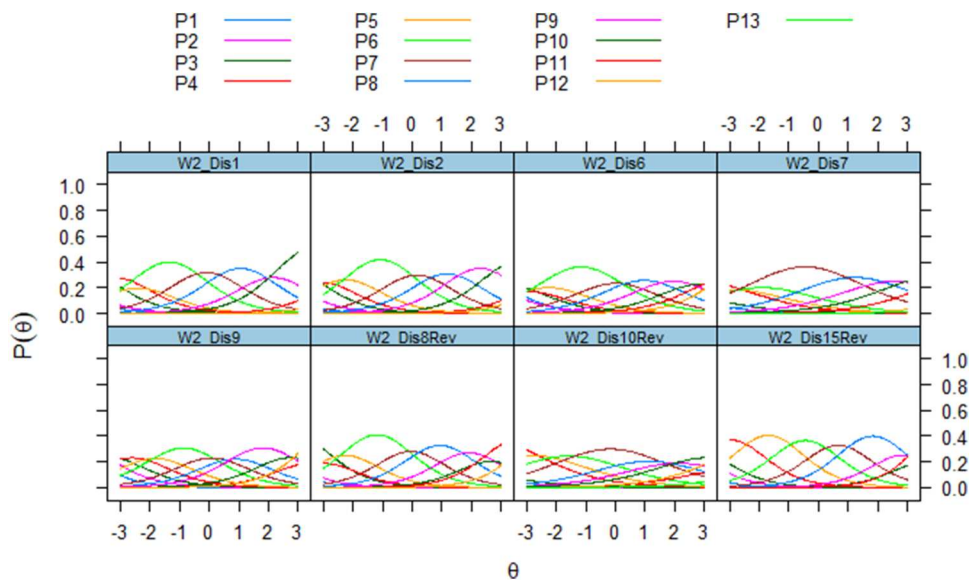 P1 P5 P9 P13
P2 P6 P10
P3 P7 P11
P4 P8 P12
-3 -2 -1 0 1 2 3 -3 -2 -1 0 1 2 3
W2_Dis1 W2_Dis2 W2_Dis6 W2_Dis7
1.0
0.8
0.6
0.4
0.2
0.0
P(θ)
W2_Dis9 W2_Dis8Rev W2_Dis10Rev W2_Dis15Rev
1.0
0.8
0.6
0.4
0.2
0.0
-3 -2 -1 0 1 2 3 -3 -2 -1 0 1 2 3
θ